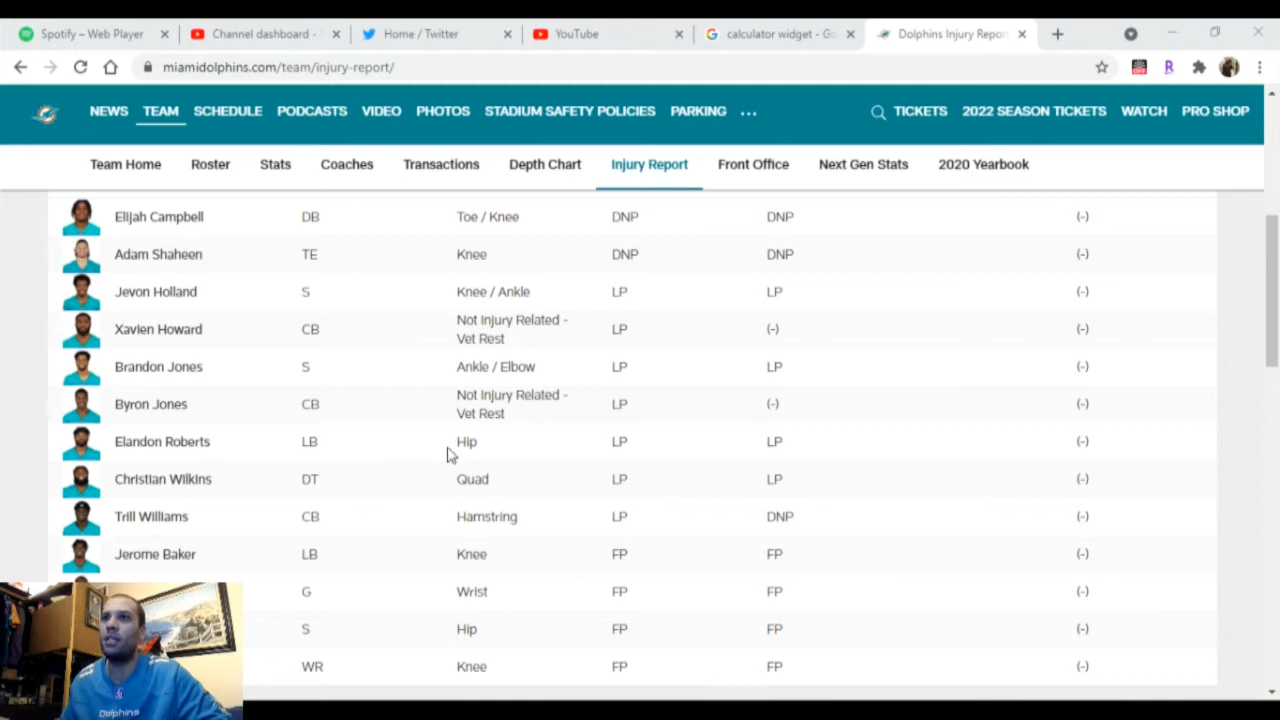 Spotify – Web Player
Channel dashboard -
Home / Twitter
YouTube
calculator widget - Go
Dolphins Injury Repor
miamidolphins.com/team/injury-report/
OFF
R
NEWS TEAM SCHEDULE PODCASTS VIDEO PHOTOS STADIUM SAFETY POLICIES PARKING ... TICKETS 2022 SEASON TICKETS WATCH PRO SHOP
Team Home Roster Stats Coaches Transactions Depth Chart Injury Report Front Office Next Gen Stats 2020 Yearbook
Elijah Campbell DB Toe / Knee DNP DNP (-)
Adam Shaheen TE Knee DNP DNP (-)
Jevon Holland S Knee / Ankle LP LP (-)
Xavien Howard CB Not Injury Related -
Vet Rest LP (-) (-)
Brandon Jones S Ankle / Elbow LP LP (-)
Byron Jones CB Not Injury Related -
Vet Rest LP (-) (-)
Elandon Roberts LB Hip LP LP (-)
Christian Wilkins DT Quad LP LP (-)
Trill Williams CB Hamstring LP DNP (-)
Jerome Baker LB Knee FP FP (-)
G Wrist FP FP (-)
S Hip FP FP (-)
WR Knee FP FP (-)
Dolphins